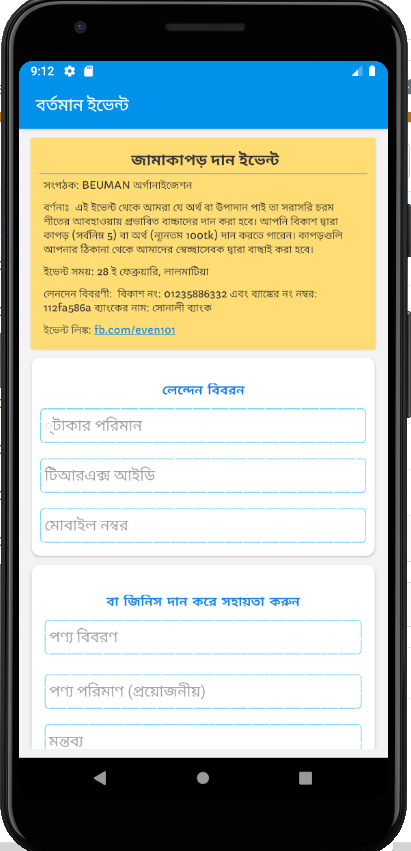 9:12
বর্তমান ইভেন্ট
জামাকাপড় দান ইভেন্ট
সংগঠক: BEUMAN অর্গানাইজেশন
বর্ণনাঃ এই ইভেন্ট থেকে আমরা যে অর্থ বা উপাদান পাই তা সরাসরি চরম
শীতের আবহাওয়ায় প্রভাবিত বাচ্চাদের দান করা হবে। আপনি বিকাশ দ্বারা
কাপড় (সর্বনিম্ন 5) বা অর্থ (ন্যূনতম 100tk) দান করতে পারেন। কাপড়গুলি
আপনার ঠিকানা থেকে আমাদের স্বেচ্ছাসেবক দ্বারা বাছাই করা হবে।
ইভেন্ট সময়: 28 ই ফেব্রুয়ারি, লালমাটিয়া
লেনদেন বিবরণী: বিকাশ নং: 01235886332 এবং ব্যাঙ্কের নং নম্বর:
112fa586a ব্যাংকের নাম: সোনালী ব্যাংক
ইভেন্ট লিঙ্ক: fb.com/even101
লেন্দেন বিবরন
্টাকার পরিমান
টিআরএক্স আইডি
মোবাইল নম্বর
বা জিনিস দান করে সহায়তা করুন
পণ্য বিবরণ
পণ্য পরিমাণ (প্রয়োজনীয়)
মন্তব্য